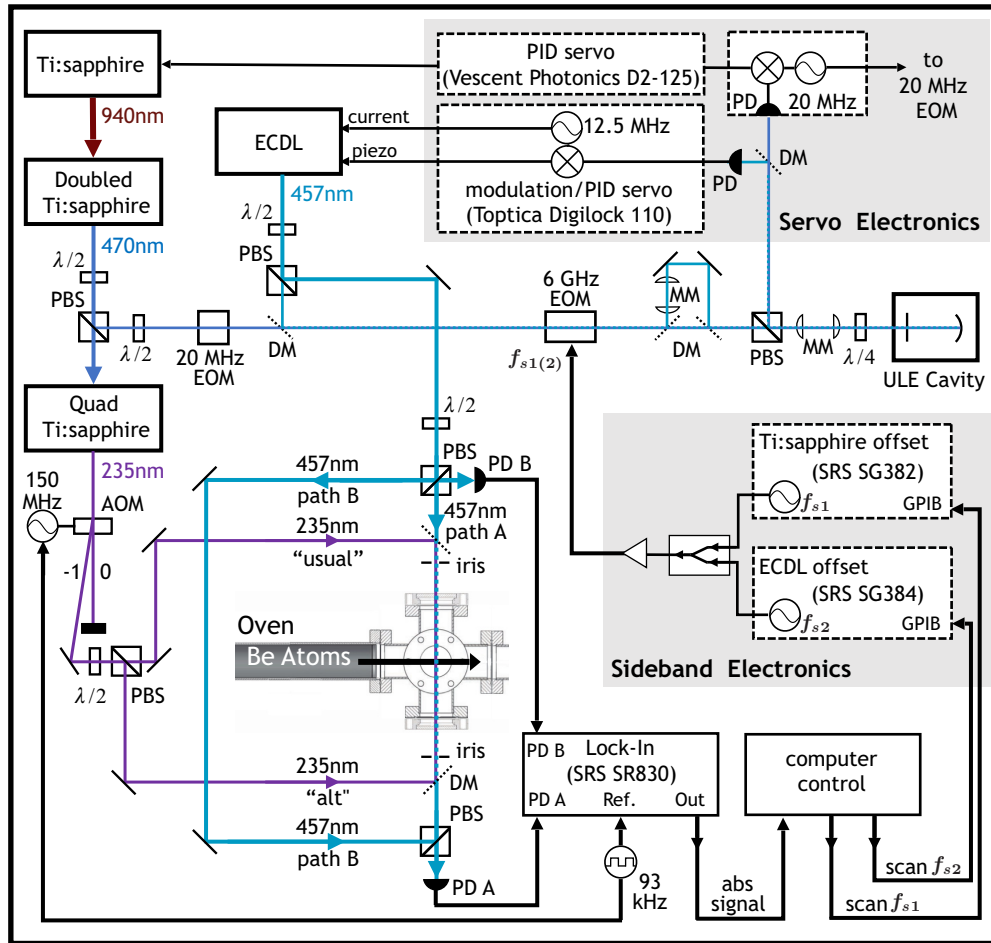 Ti:sapphire
940nm
Doubled
Ti:sapphire
470nm
λ/2
PBS
λ/2
20 MHz
EOM
Quad
Ti:sapphire
235nm
150
MHz
AOM
-1
0
λ/2
PBS
ECDL
457nm
λ/2
PBS
DM
current
piezo
PID servo
(Vescent Photonics D2-125)
12.5 MHz
modulation/PID servo
(Toptica Digilock 110)
PD
20 MHz
to
20 MHz
EOM
DM
PD
Servo Electronics
6 GHz
EOM
fs1(2)
MM
DM
PBS
MM
λ/4
ULE Cavity
λ/2
PBS
PD B
457nm
path B
457nm
path A
235nm
“usual”
iris
Oven
Be Atoms
iris
235nm
“alt"
DM
PBS
457nm
path B
PD A
Ti:sapphire offset
(SRS SG382)
fs1
GPIB
ECDL offset
(SRS SG384)
fs2
GPIB
Sideband Electronics
PD B
Lock-In
(SRS SR830)
PD A
Ref.
Out
computer
control
93
kHz
abs
signal
scan fs2
scan fs1